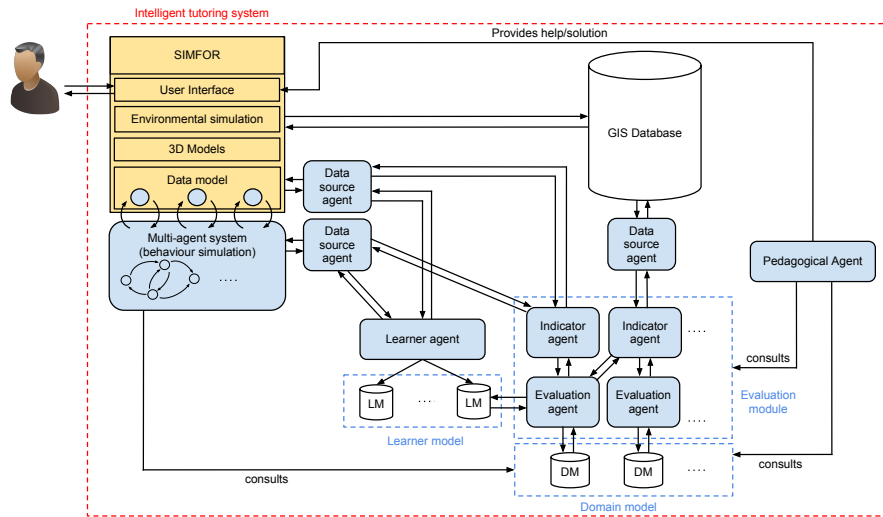 Intelligent tutoring system
Provides help/solution
SIMFOR
User Interface
Environmental simulation
3D Models
Data model
GIS Database
Data
source
agent
Multi-agent system
(behaviour simulation)
....
Data
source
agent
Data
source agent
Pedagogical Agent
Learner agent
Indicator
agent
Indicator
agent
....
consults
LM
....
LM
Evaluation
agent
Evaluation
agent
....
Evaluation
module
Learner model
consults
DM
DM
....
consults
Domain model